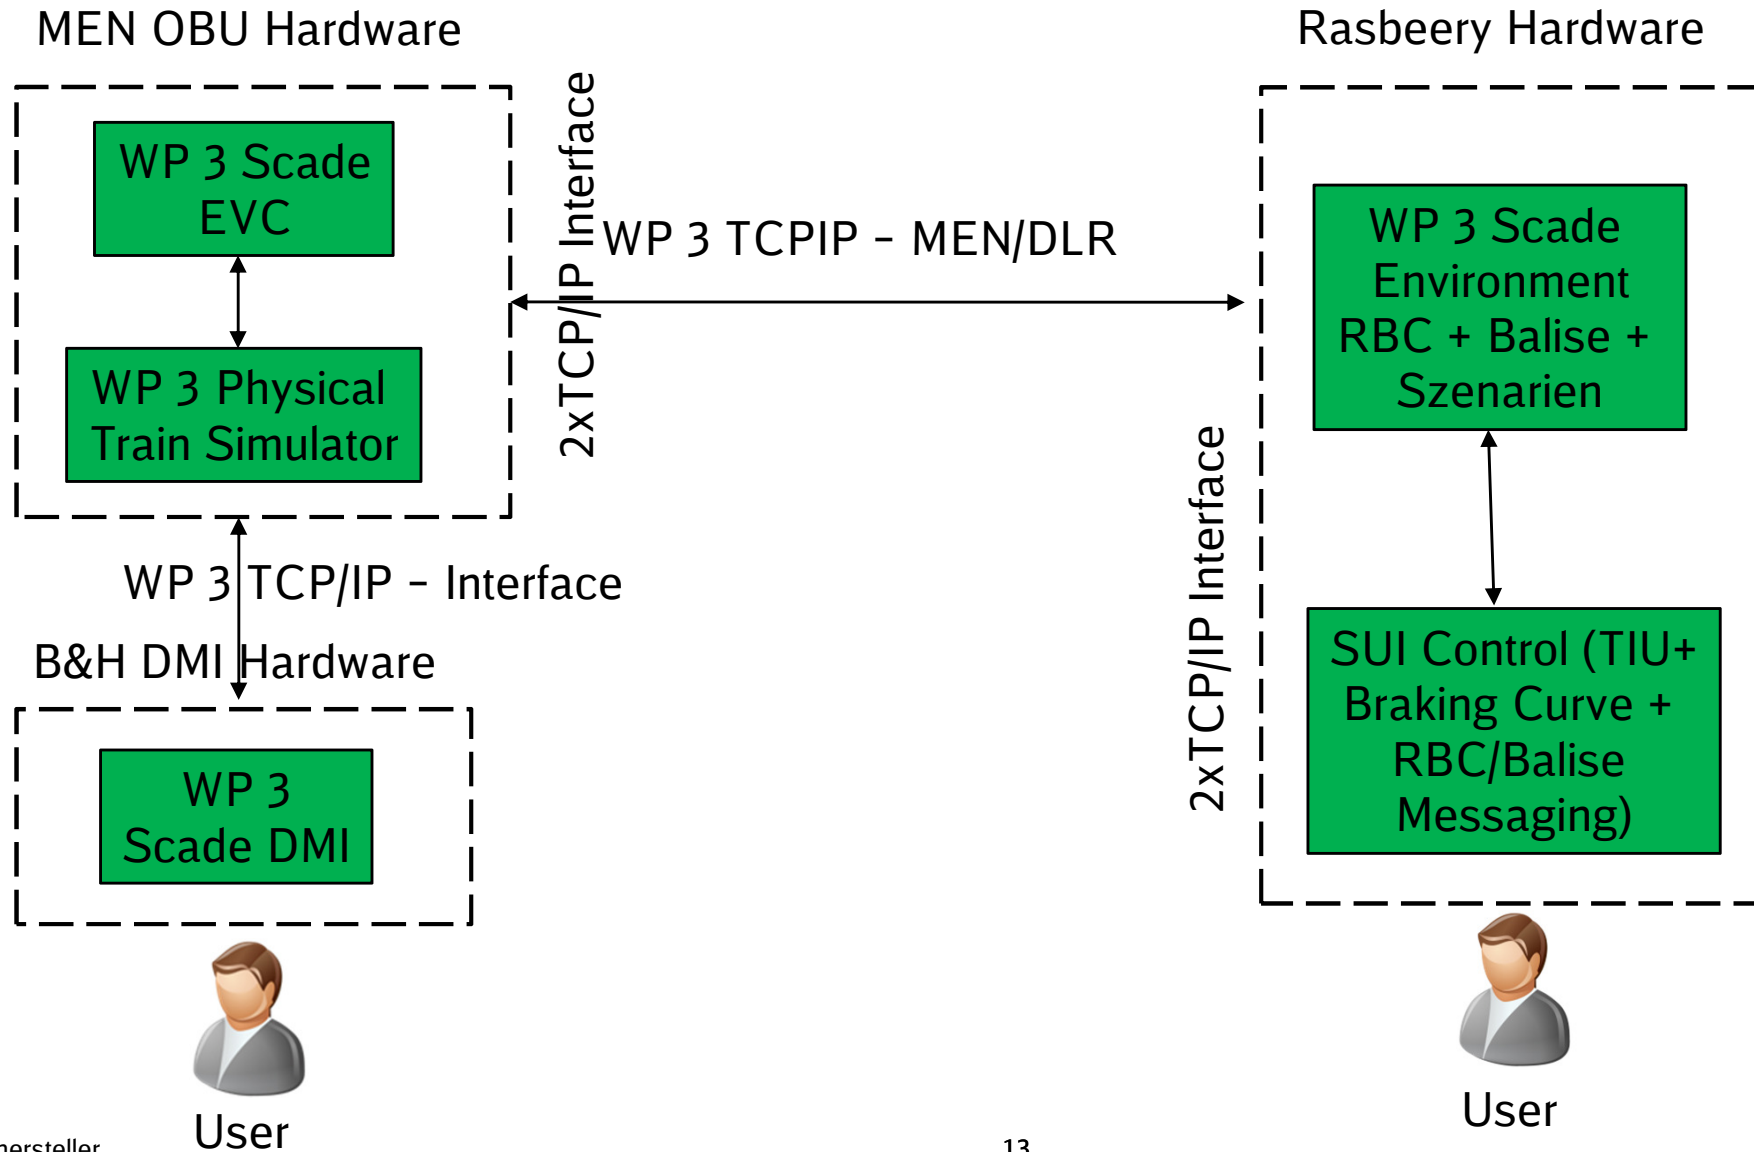 MEN OBU Hardware
Rasbeery Hardware
WP 3 Scade
EVC
WP 3 Physical
Train Simulator
2xTCP/IP Interface
WP 3 TCPIP – MEN/DLR
WP 3 Scade
Environment
RBC + Balise +
Szenarien
2xTCP/IP Interface
WP 3 TCP/IP – Interface
B&H DMI Hardware
WP 3
Scade DMI
SUI Control (TIU+
Braking Curve +
RBC/Balise
Messaging)
User
User
hersteller
13